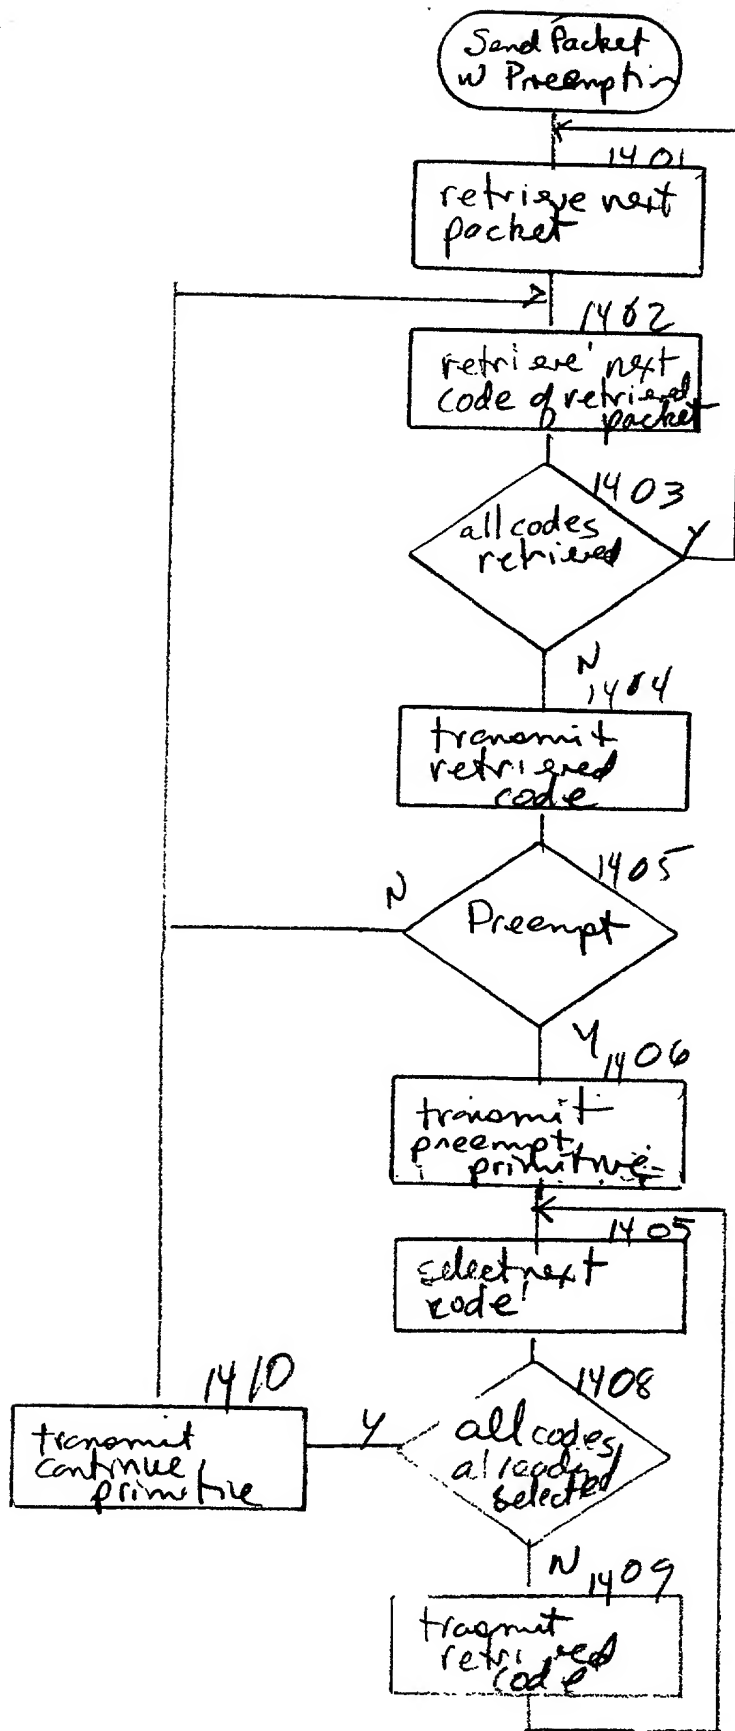 Send Packet
w Preemption
1401
retrieve next
packet
1402
retrieve next
code of retrieved
packet
1403
all codes
retrieved
Y
N
1404
transmit
retrieved
code
1405
N
Preempt
Y
1406
transmit
preempt
primitive
1405
select next
code
1408
all codes
already
selected
Y
1410
transmit
continue
primitive
N
1409
trasmit
retrieved
code